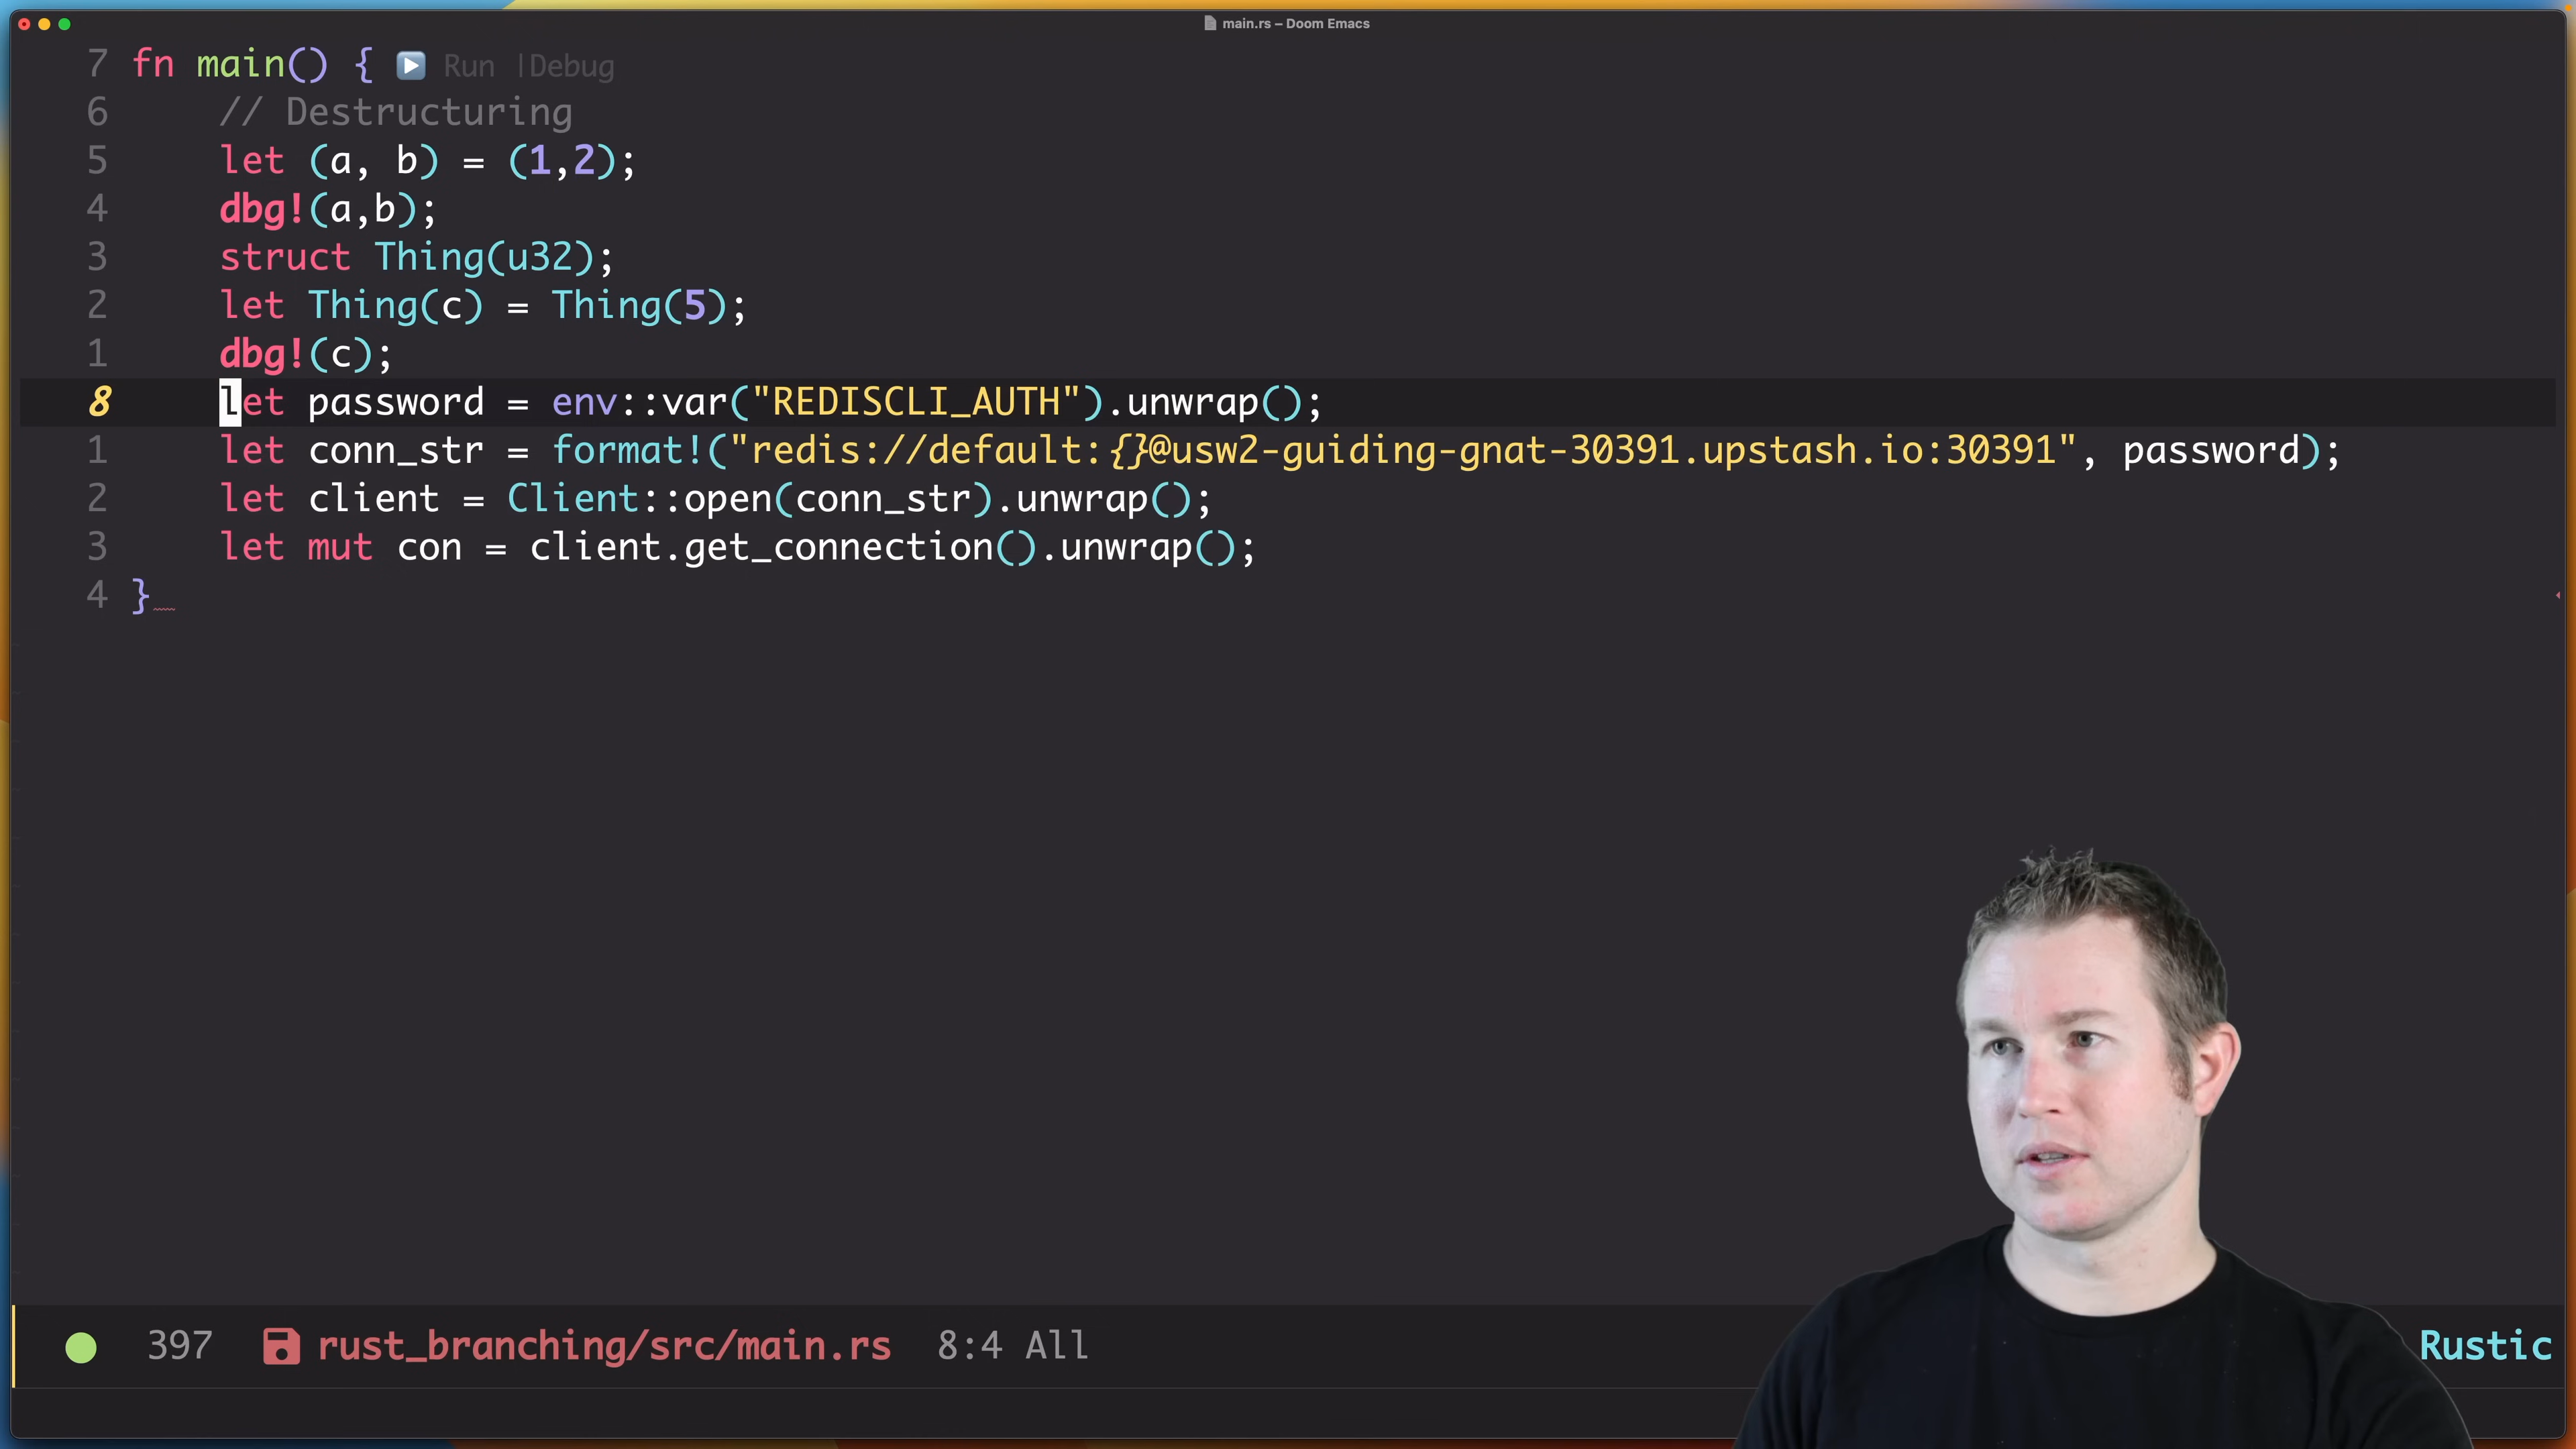 main.rs – Doom Emacs
7 fn main() { Run |Debug
6 // Destructuring
5 let (a, b) = (1,2);
4 dbg!(a,b);
3 struct Thing(u32);
2 let Thing(c) = Thing(5);
1 dbg!(c);
8 let password = env::var("REDISCLI_AUTH").unwrap();
1 let conn_str = format!("redis://default:{}@usw2-guiding-gnat-30391.upstash.io:30391", password);
2 let client = Client::open(conn_str).unwrap();
3 let mut con = client.get_connection().unwrap();
4 }
397 rust_branching/src/main.rs 8:4 All Rustic